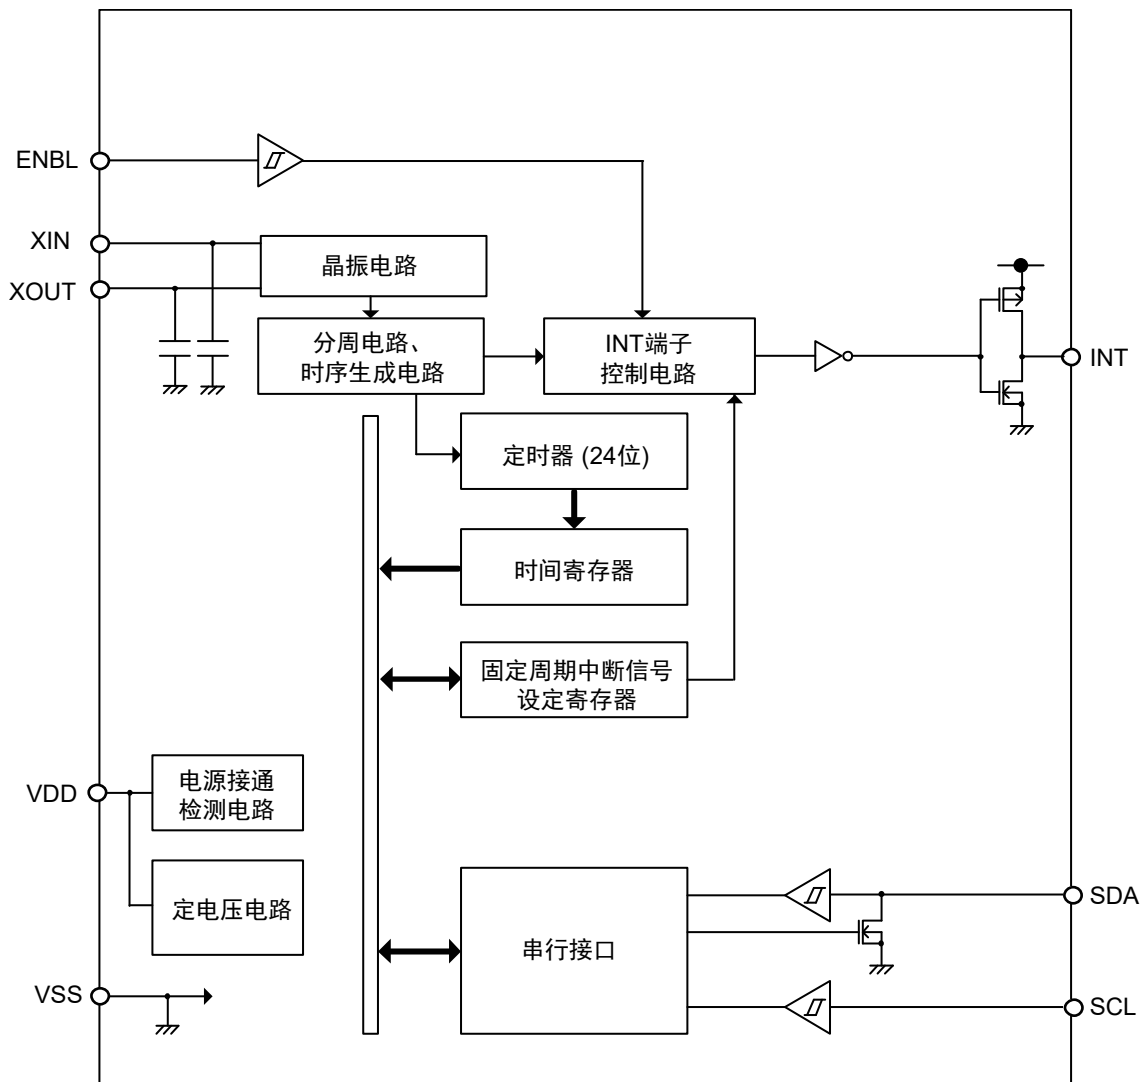 ENBL
XIN
XOUT
晶振电路
分周电路、
时序生成电路
INT端子
控制电路
INT
定时器 (24位)
时间寄存器
固定周期中断信号
设定寄存器
VDD
电源接通
检测电路
定电压电路
VSS
串行接口
SDA
SCL